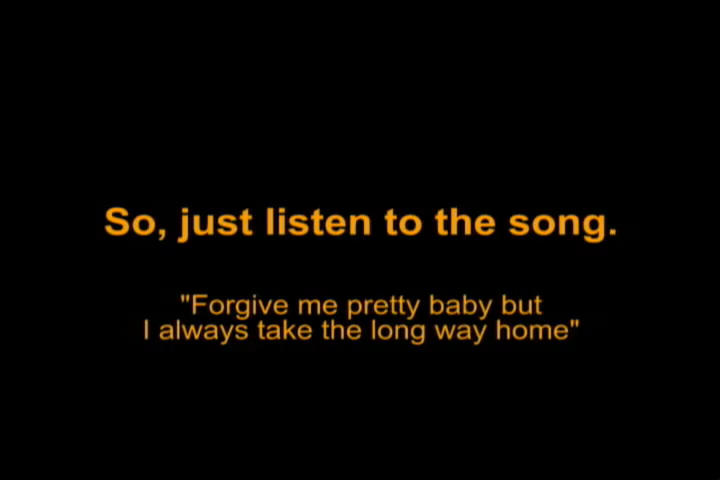 So, just listen to the song.
"Forgive me pretty baby but
I always take the long way home"